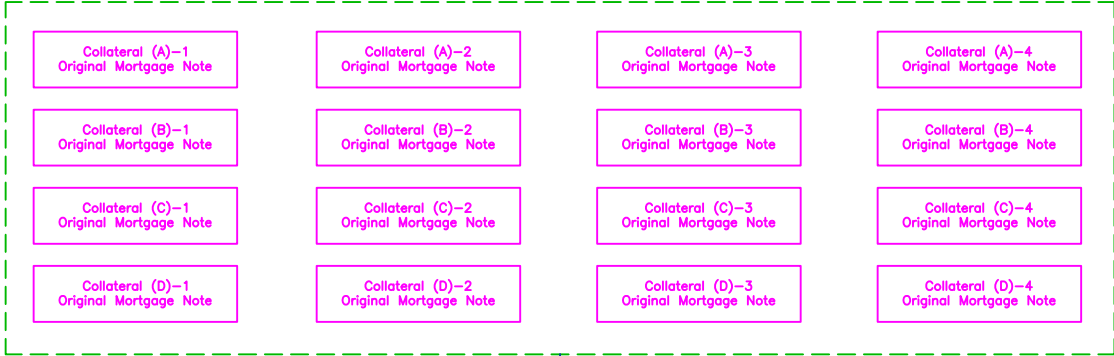 Collateral (A)-1
Original Mortgage Note
Collateral (A)-2
Original Mortgage Note
Collateral (A)-3
Original Mortgage Note
Collateral (A)-4
Original Mortgage Note
Collateral (B)-1
Original Mortgage Note
Collateral (B)-2
Original Mortgage Note
Collateral (B)-3
Original Mortgage Note
Collateral (B)-4
Original Mortgage Note
Collateral (C)-1
Original Mortgage Note
Collateral (C)-2
Original Mortgage Note
Collateral (C)-3
Original Mortgage Note
Collateral (C)-4
Original Mortgage Note
Collateral (D)-1
Original Mortgage Note
Collateral (D)-2
Original Mortgage Note
Collateral (D)-3
Original Mortgage Note
Collateral (D)-4
Original Mortgage Note